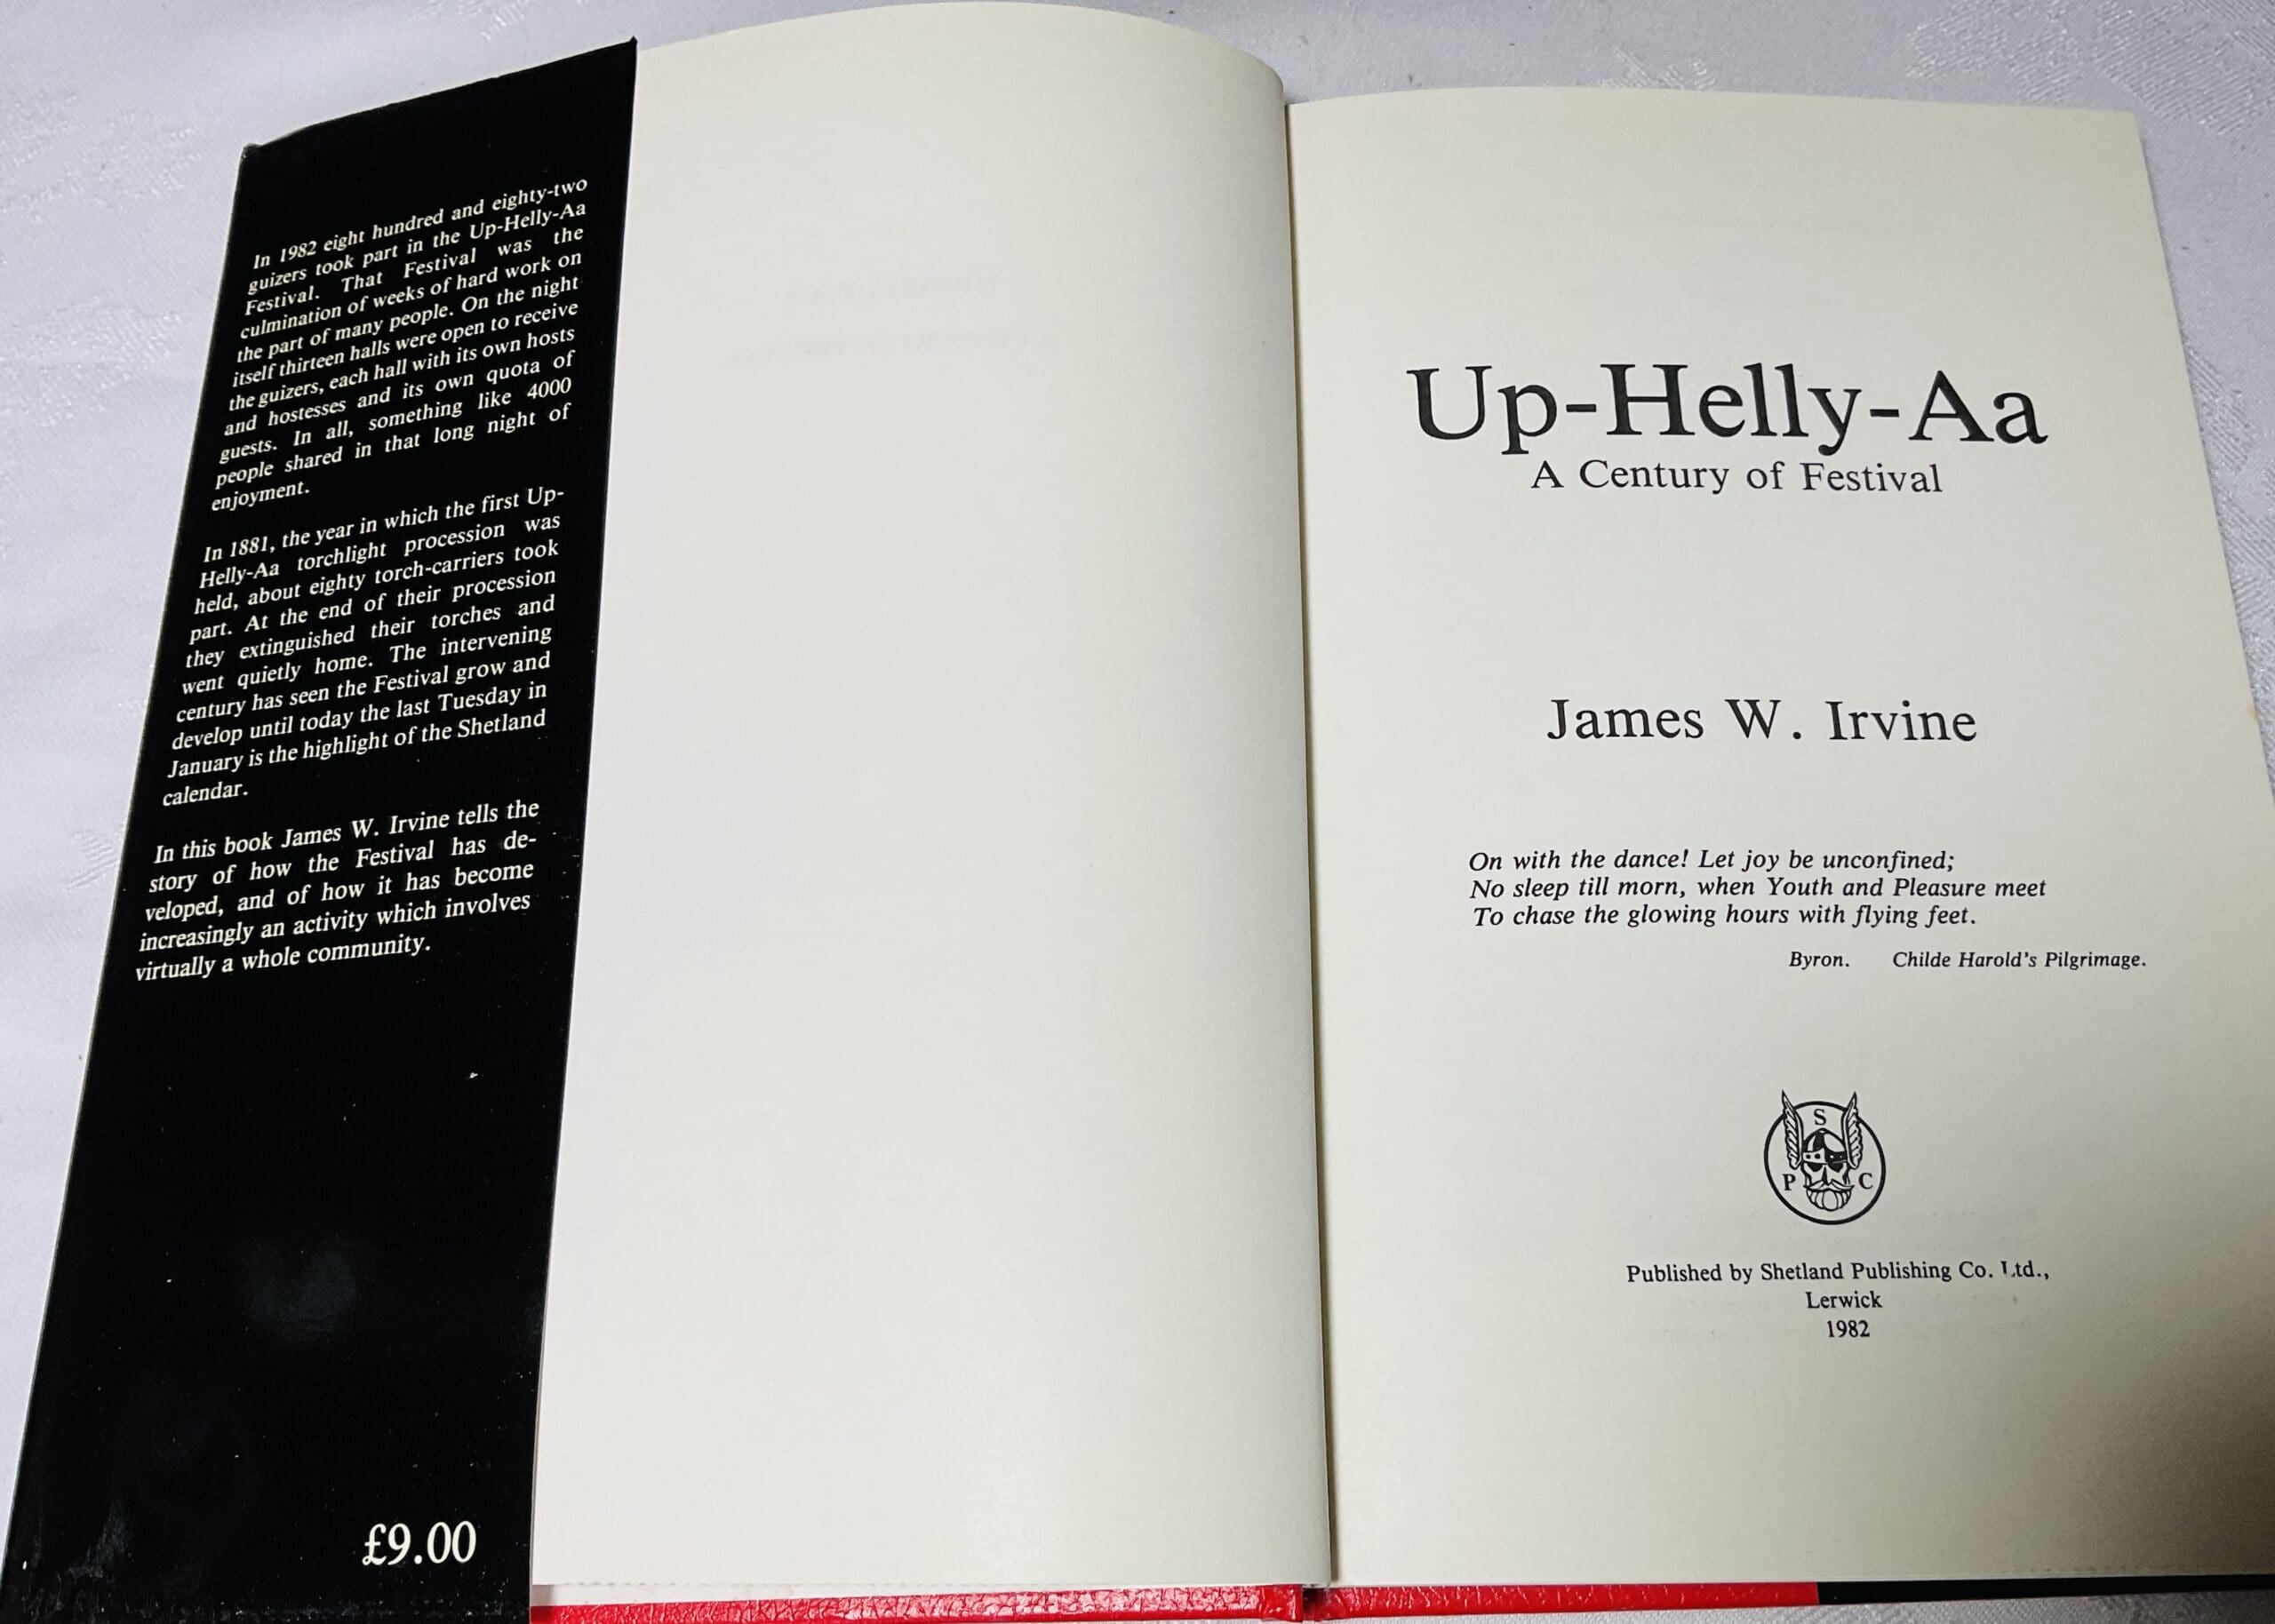 In 1982 eight hundred and eighty-two
guizers took part in the Up-Helly-Aa
Festival. That Festival was the
culmination of weeks of hard work on
the part of many people. On the night
itself thirteen halls were open to receive
the guizers, each hall with its own hosts
and hostesses and its own quota of
guests. In all, something like 4000
people shared in that long night of
enjoyment.
In 1881, the year in which the first Up-
Helly-Aa torchlight procession was
held, about eighty torch-carriers took
part. At the end of their procession
they extinguished their torches and
went quietly home. The intervening
century has seen the Festival grow and
develop until today the last Tuesday in
January is the highlight of the Shetland
calendar.
In this book James W. Irvine tells the
story of how the Festival has de-
veloped, and of how it has become
increasingly an activity which involves
virtually a whole community.
£9.00
Up-Helly-Aa
A Century of Festival
James W. Irvine
On with the dance! Let joy be unconfined;
No sleep till morn, when Youth and Pleasure meet
To chase the glowing hours with flying feet.
Byron. Childe Harold's Pilgrimage.
S
P C
Published by Shetland Publishing Co. Ltd.,
Lerwick
1982